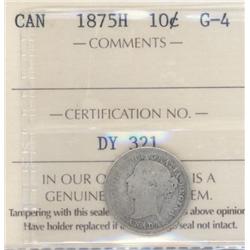 CAN 1875H 10¢ G-4
— COMMENTS —
— CERTIFICATION NO. —
DY 321
IN OUR IS A
GENUINE EM.
Tampering with this seal above opinion
Have holder replaced if seal not intact.
CANADA